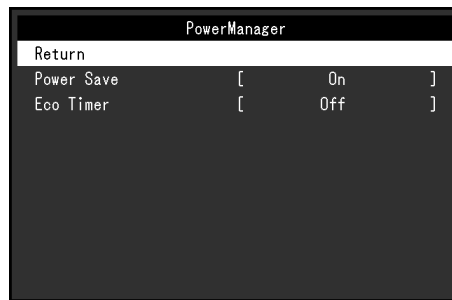 PowerManager
Return
Power Save [ On ]
Eco Timer [ Off ]